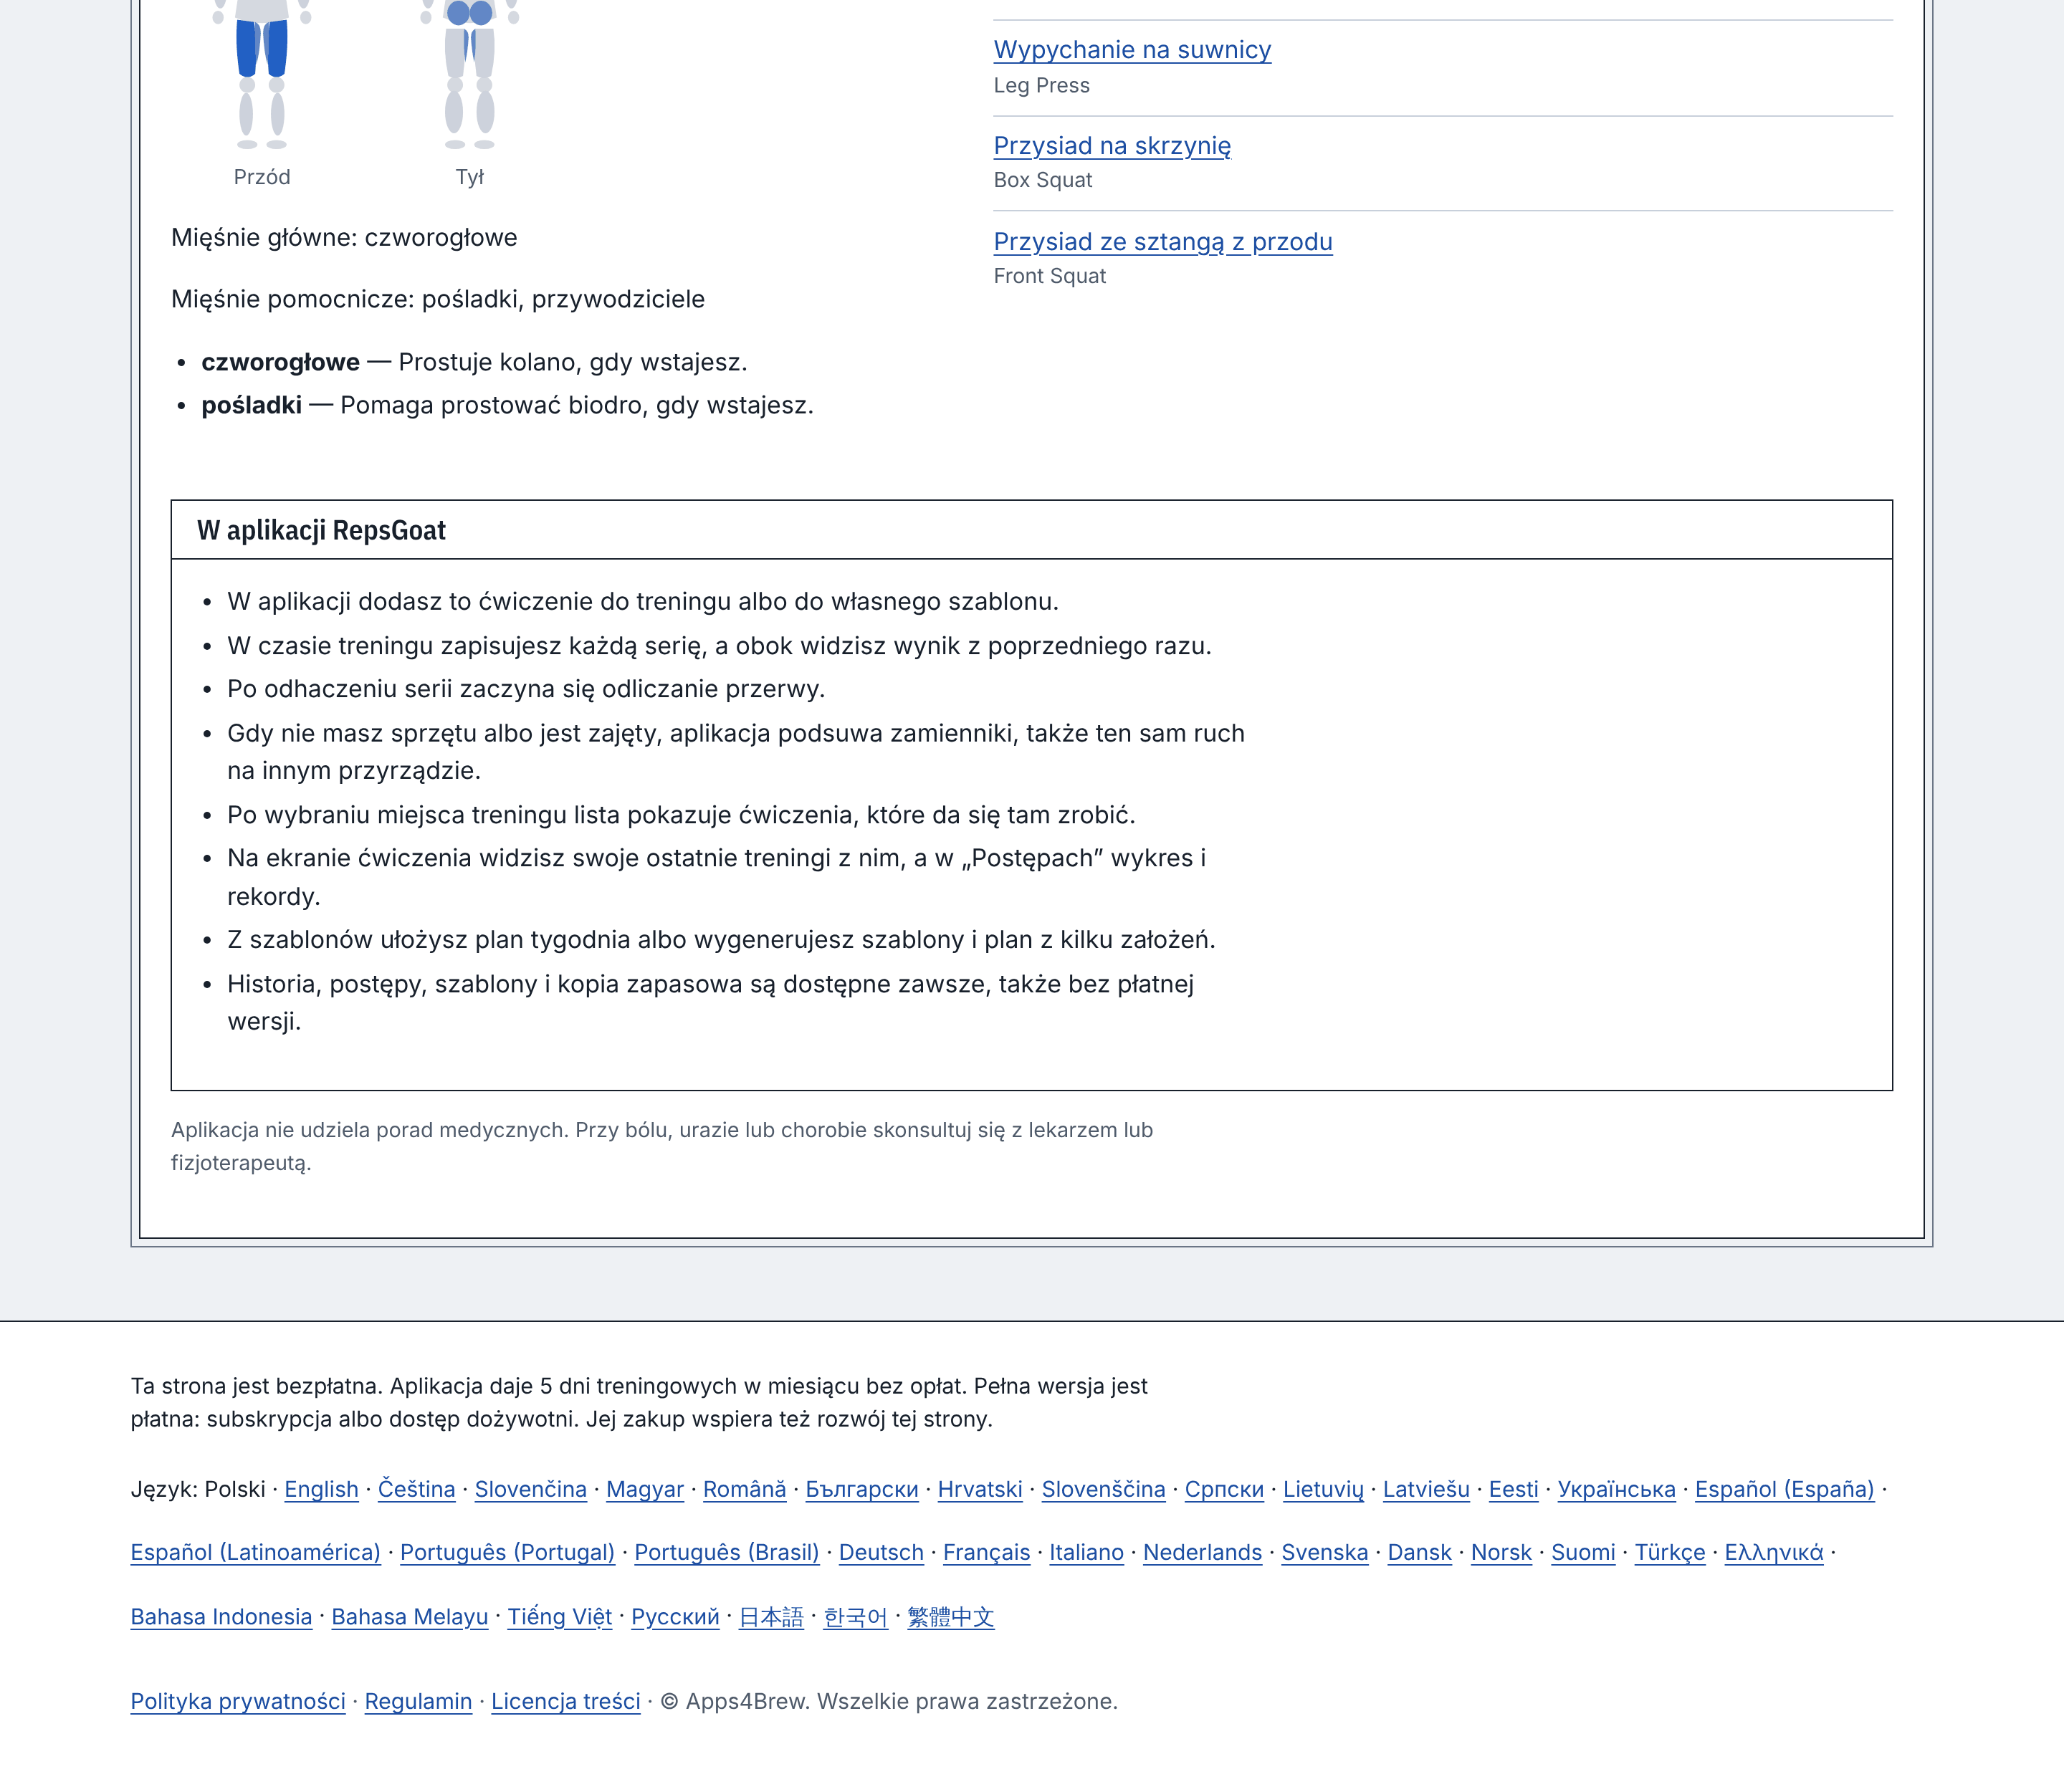 Przód
Tył
Mięśnie główne: czworogłowe
Mięśnie pomocnicze: pośladki, przywodziciele
• czworogłowe — Prostuje kolano, gdy wstajesz.
• pośladki — Pomaga prostować biodro, gdy wstajesz.
Wypychanie na suwnicy
Leg Press
Przysiad na skrzynię
Box Squat
Przysiad ze sztangą z przodu
Front Squat
W aplikacji RepsGoat
• W aplikacji dodasz to ćwiczenie do treningu albo do własnego szablonu.
• W czasie treningu zapisujesz każdą serię, a obok widzisz wynik z poprzedniego razu.
• Po odhaczeniu serii zaczyna się odliczanie przerwy.
• Gdy nie masz sprzętu albo jest zajęty, aplikacja podsuwa zamienniki, także ten sam ruch
na innym przyrządzie.
• Po wybraniu miejsca treningu lista pokazuje ćwiczenia, które da się tam zrobić.
• Na ekranie ćwiczenia widzisz swoje ostatnie treningi z nim, a w „Postępach” wykres i
rekordy.
• Z szablonów ułożysz plan tygodnia albo wygenerujesz szablony i plan z kilku założeń.
• Historia, postępy, szablony i kopia zapasowa są dostępne zawsze, także bez płatnej
wersji.
Aplikacja nie udziela porad medycznych. Przy bólu, urazie lub chorobie skonsultuj się z lekarzem lub
fizjoterapeutą.
Ta strona jest bezpłatna. Aplikacja daje 5 dni treningowych w miesiącu bez opłat. Pełna wersja jest
płatna: subskrypcja albo dostęp dożywotni. Jej zakup wspiera też rozwój tej strony.
Język: Polski · English · Čeština · Slovenčina · Magyar · Română · Български · Hrvatski · Slovenščina · Српски · Lietuvių · Latviešu · Eesti · Українська · Español (España) ·
Español (Latinoamérica) · Português (Portugal) · Português (Brasil) · Deutsch · Français · Italiano · Nederlands · Svenska · Dansk · Norsk · Suomi · Türkçe · Ελληνικά ·
Bahasa Indonesia · Bahasa Melayu · Tiếng Việt · Русский · 日本語 · 한국어 · 繁體中文
Polityka prywatności · Regulamin · Licencja treści · © Apps4Brew. Wszelkie prawa zastrzeżone.